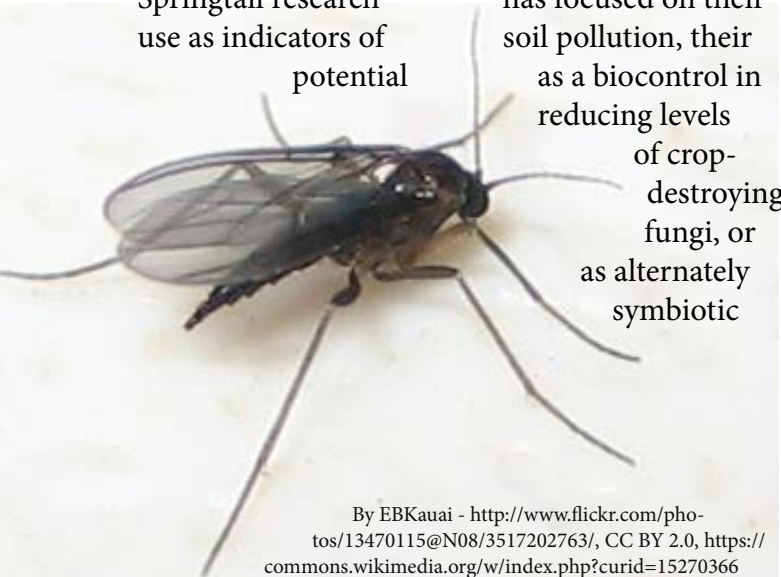 Springtail research has focused on their
use as indicators of soil pollution, their
potential as a biocontrol in
reducing levels
of crop-
destroying
fungi, or
as alternately
symbiotic
By EBKauai - http://www.flickr.com/pho-
tos/13470115@N08/3517202763/, CC BY 2.0, https://
commons.wikimedia.org/w/index.php?curid=15270366